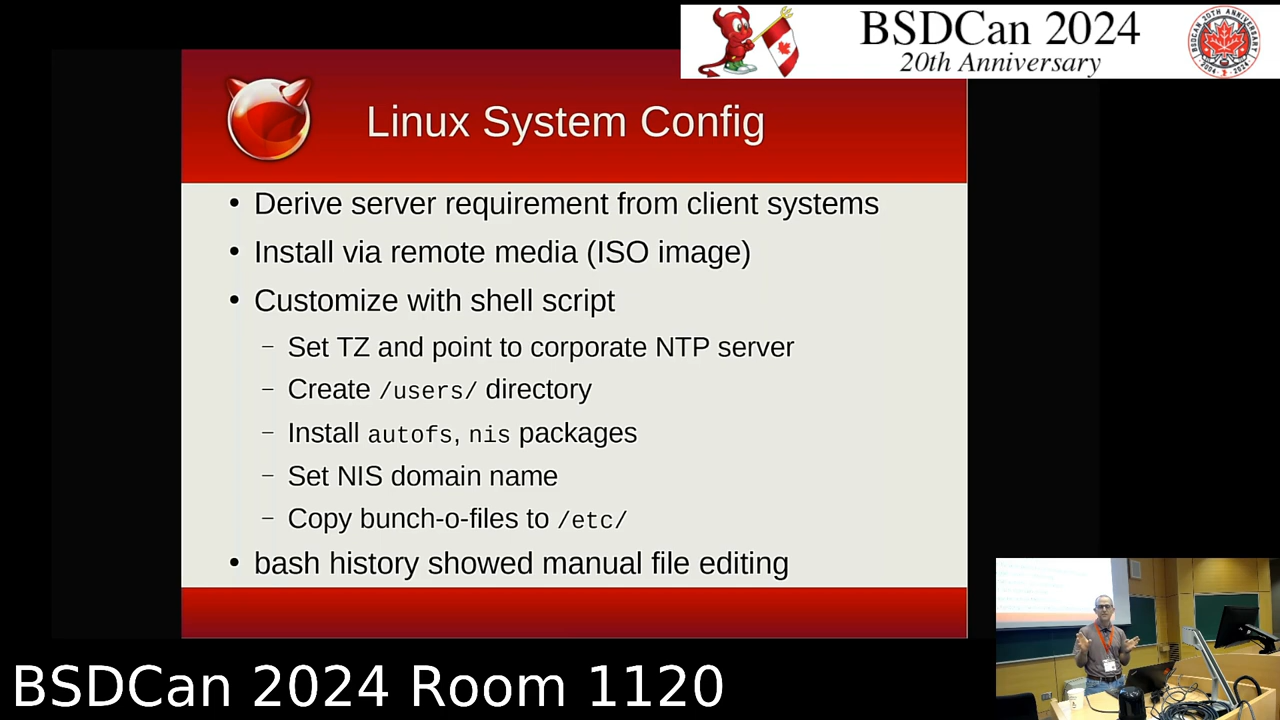 BSDCan 2024
20th Anniversary
Linux System Config
• Derive server requirement from client systems
• Install via remote media (ISO image)
• Customize with shell script
– Set TZ and point to corporate NTP server
– Create /users/ directory
– Install autofs, nis packages
– Set NIS domain name
– Copy bunch-o-files to /etc/
• bash history showed manual file editing
BSDCan 2024 Room 1120